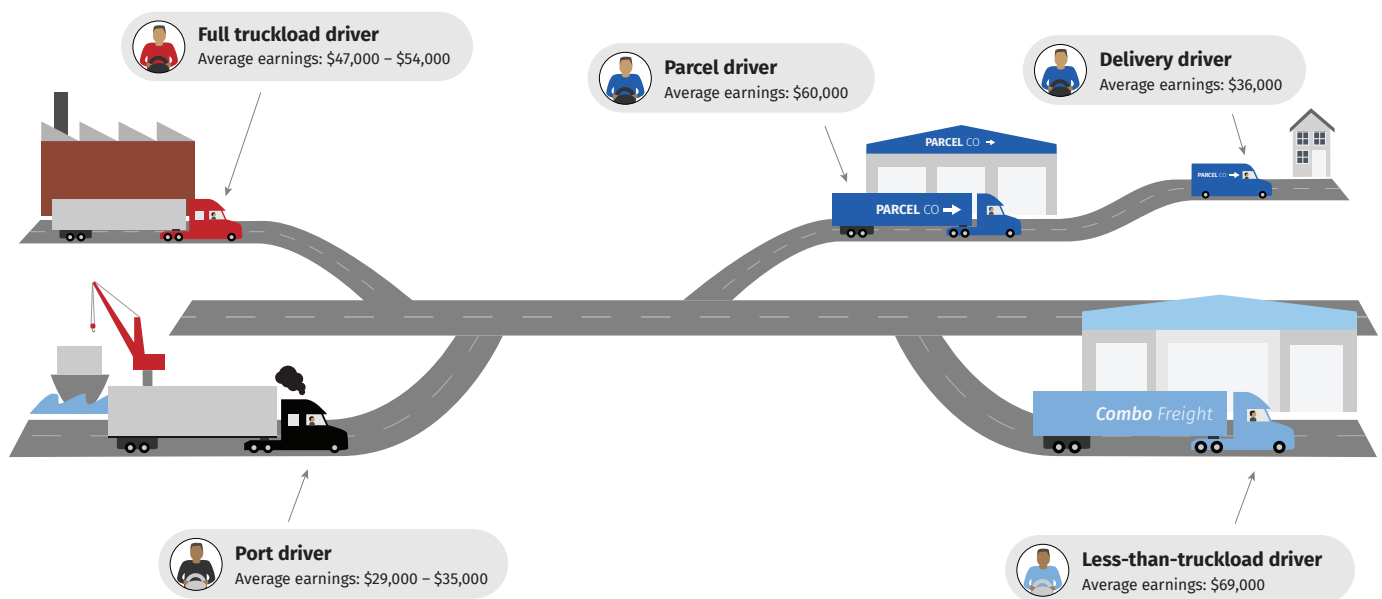 Full truckload driver
Average earnings: $47,000 – $54,000
Parcel driver
Average earnings: $60,000
Delivery driver
Average earnings: $36,000
PARCEL CO
PARCEL CO
PARCEL CO
Combo Freight
Port driver
Average earnings: $29,000 – $35,000
Less-than-truckload driver
Average earnings: $69,000